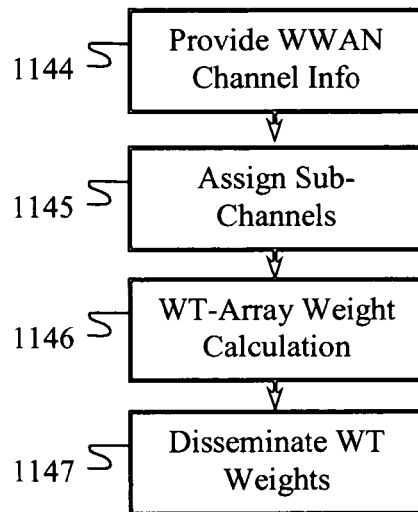 1144
Provide WWAN
Channel Info
1145
Assign Sub-
Channels
1146
WT-Array Weight
Calculation
1147
Disseminate WT
Weights